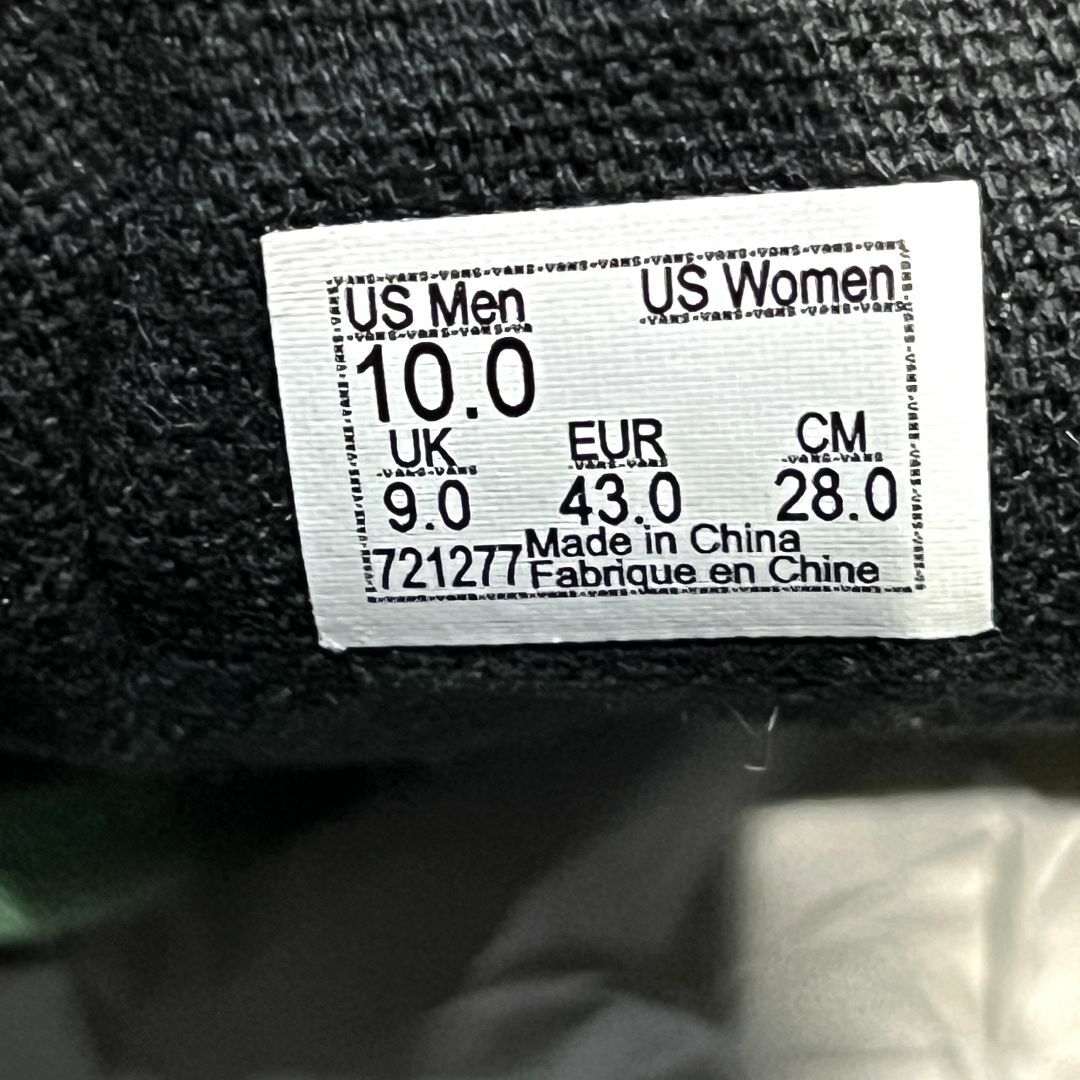 US Men US Women
10.0
UK EUR CM
9.0 43.0 28.0
721277 Made in China
Fabrique en Chine